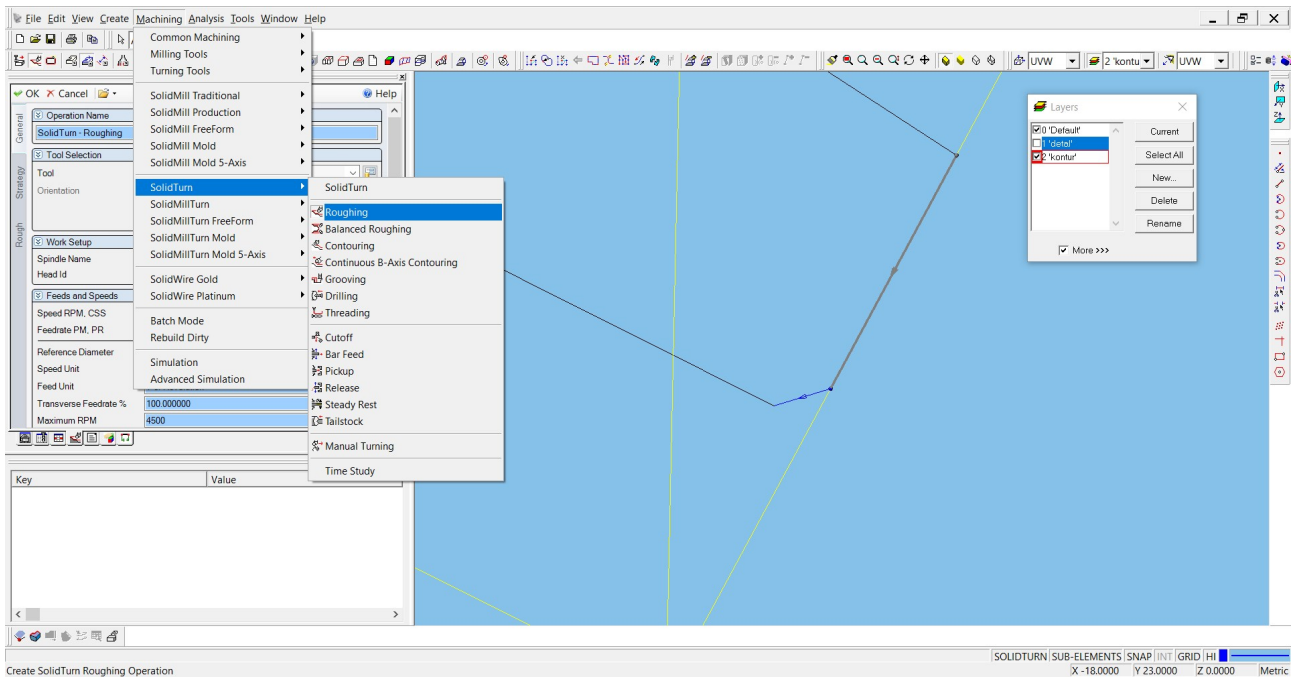 File Edit View Create Machining Analysis Tools Window Help
UVW
2 'kontu
UVW
OK Cancel
Help
General
Strategy
Rough
Operation Name
SolidTurn - Roughing
Tool Selection
Tool
Orientation
Work Setup
Spindle Name
Head Id
Feeds and Speeds
Speed RPM, CSS
Feedrate PM, PR
Reference Diameter
Speed Unit
Feed Unit
Transverse Feedrate % 100.000000
Maximum RPM 4500
Common Machining
Milling Tools
Turning Tools
SolidMill Traditional
SolidMill Production
SolidMill FreeForm
SolidMill Mold
SolidMill Mold 5-Axis
SolidTurn
SolidMillTurn
SolidMillTurn FreeForm
SolidMillTurn Mold
SolidMillTurn Mold 5-Axis
SolidWire Gold
SolidWire Platinum
Batch Mode
Rebuild Dirty
Simulation
Advanced Simulation
SolidTurn
Roughing
Balanced Roughing
Contouring
Continuous B-Axis Contouring
Grooving
Drilling
Threading
Cutoff
Bar Feed
Pickup
Release
Steady Rest
Tailstock
Manual Turning
Time Study
Layers
0 'Default'
1 'detal'
2 'kontur'
Current
Select All
New...
Delete
Rename
More >>>
Key Value
SOLIDTURN SUB-ELEMENTS SNAP INT GRID HI
Create SolidTurn Roughing Operation
X -18.0000 Y 23.0000 Z 0.0000 Metric